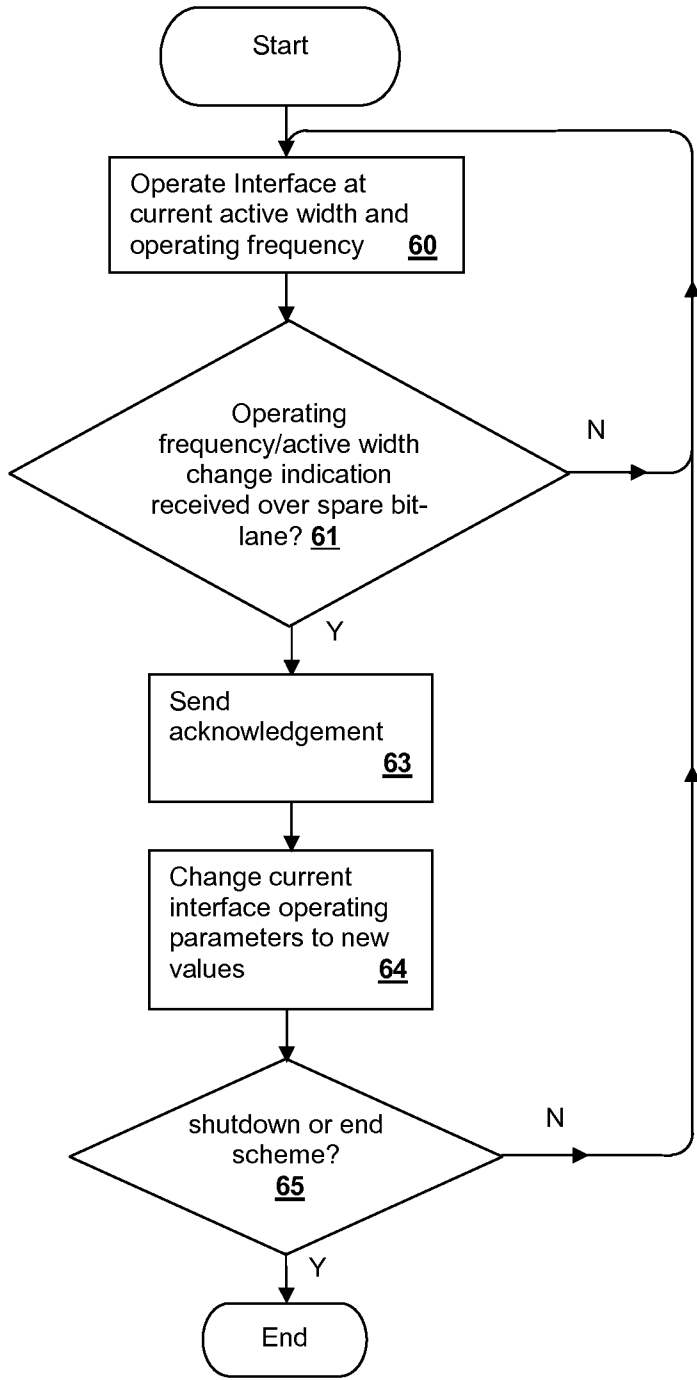 Start
Operate Interface at
current active width and
operating frequency 60
Operating
frequency/active width
change indication
received over spare bit-
lane? 61
N
Y
Send
acknowledgement
63
Change current
interface operating
parameters to new
values 64
shutdown or end
scheme?
65
N
Y
End